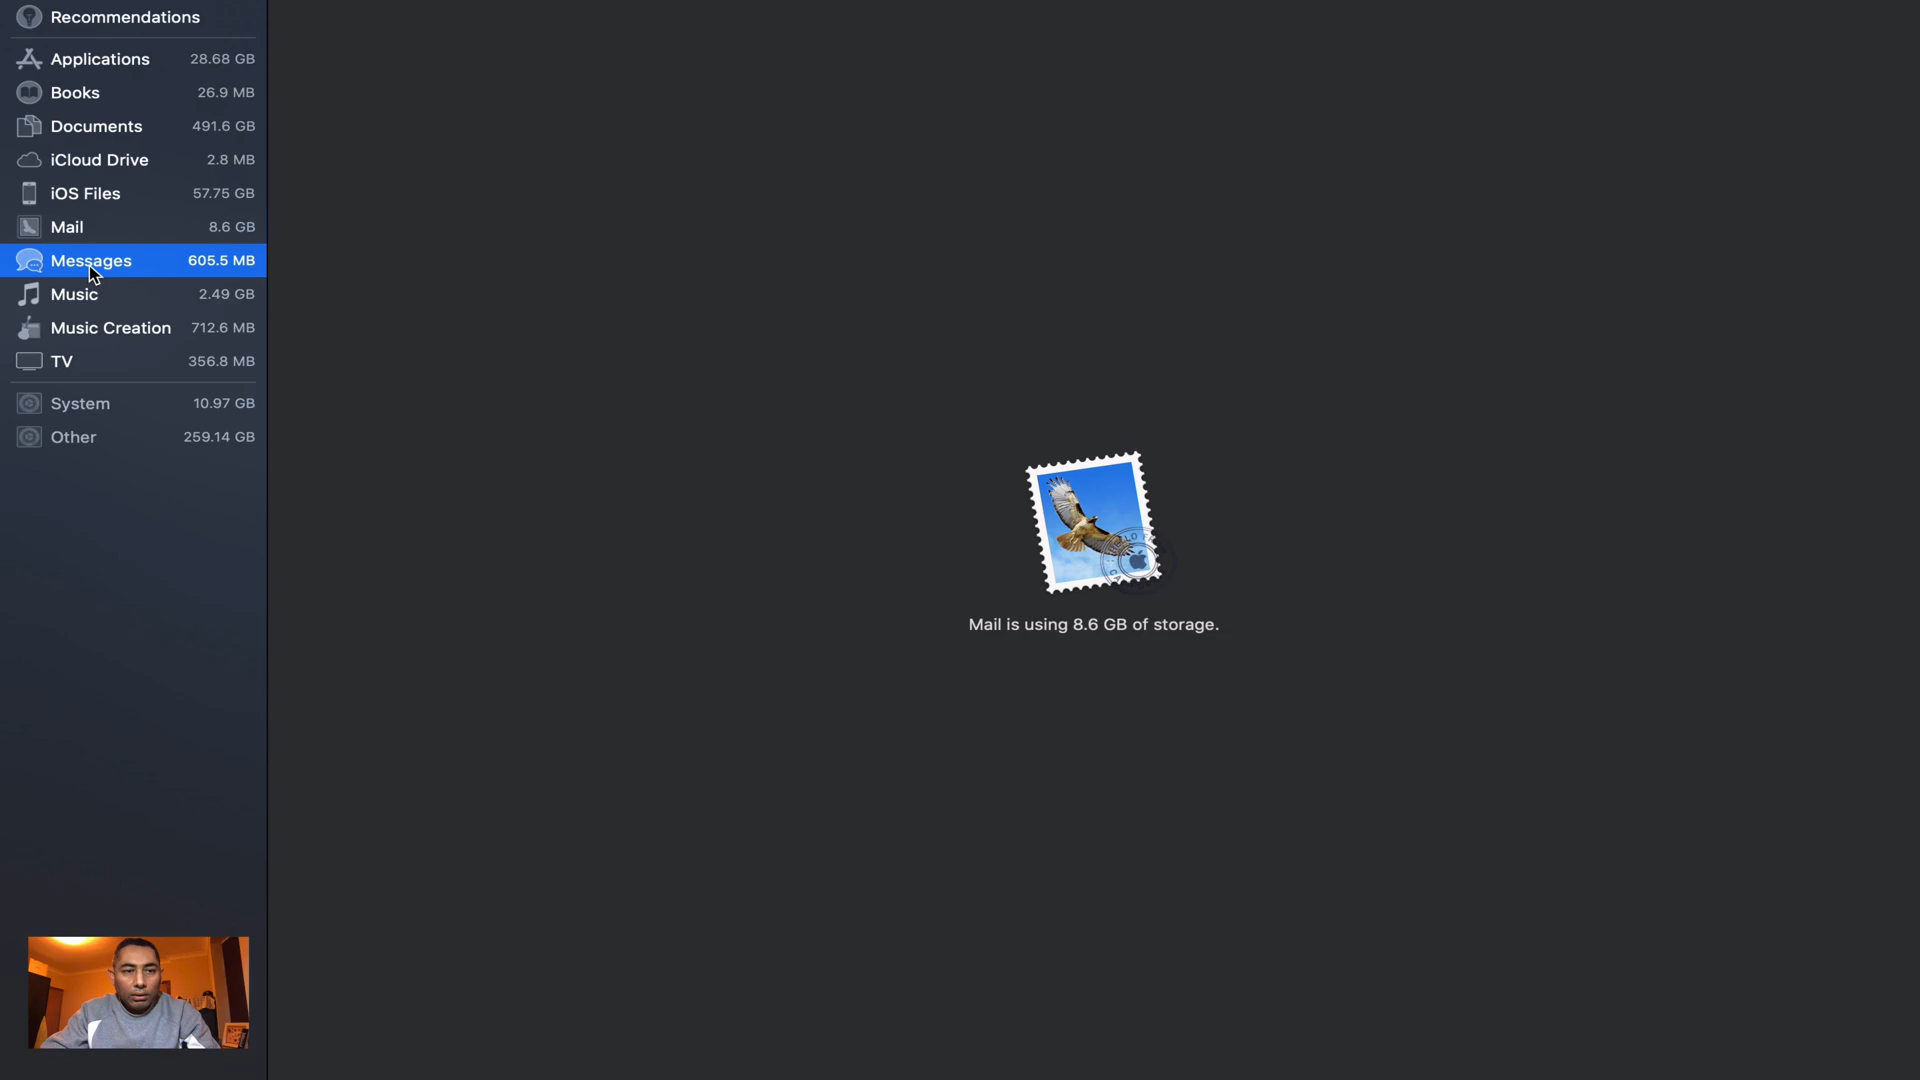 Recommendations
Applications 28.68 GB
Books 26.9 MB
Documents 491.6 GB
iCloud Drive 2.8 MB
iOS Files 57.75 GB
Mail 8.6 GB
Messages 605.5 MB
Music 2.49 GB
Music Creation 712.6 MB
TV 356.8 MB
System 10.97 GB
Other 259.14 GB
Mail is using 8.6 GB of storage.